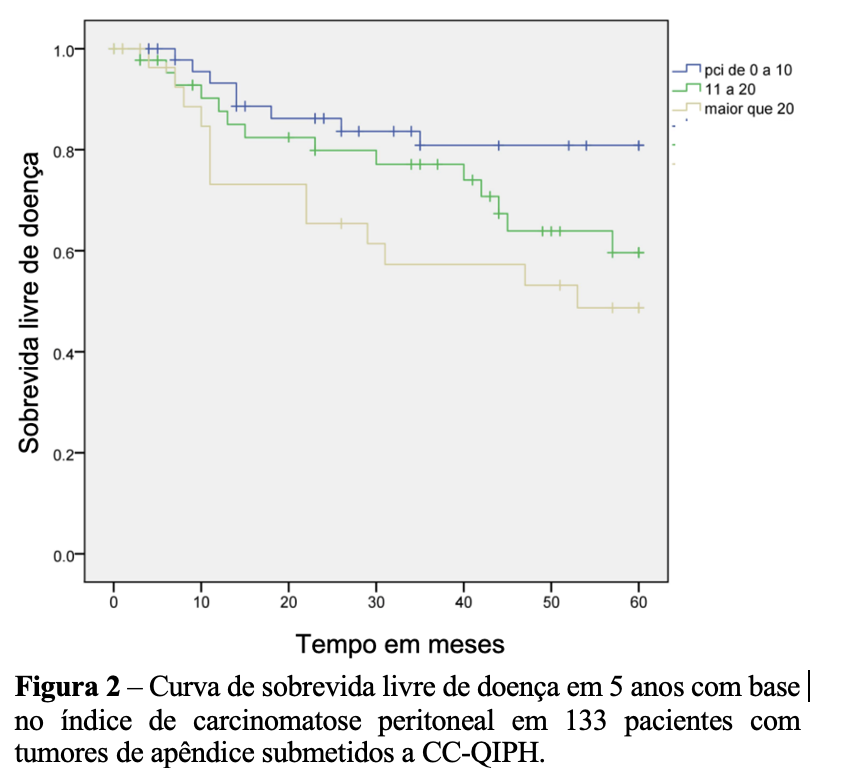 1.0
0.8
0.6
0.4
0.2
0.0
Sobrevida livre de doença
0 10 20 30 40 50 60
Tempo em meses
pci de 0 a 10
11 a 20
maior que 20
Figura 2 – Curva de sobrevida livre de doença em 5 anos com base
no índice de carcinomatose peritoneal em 133 pacientes com
tumores de apêndice submetidos a CC-QIPH.